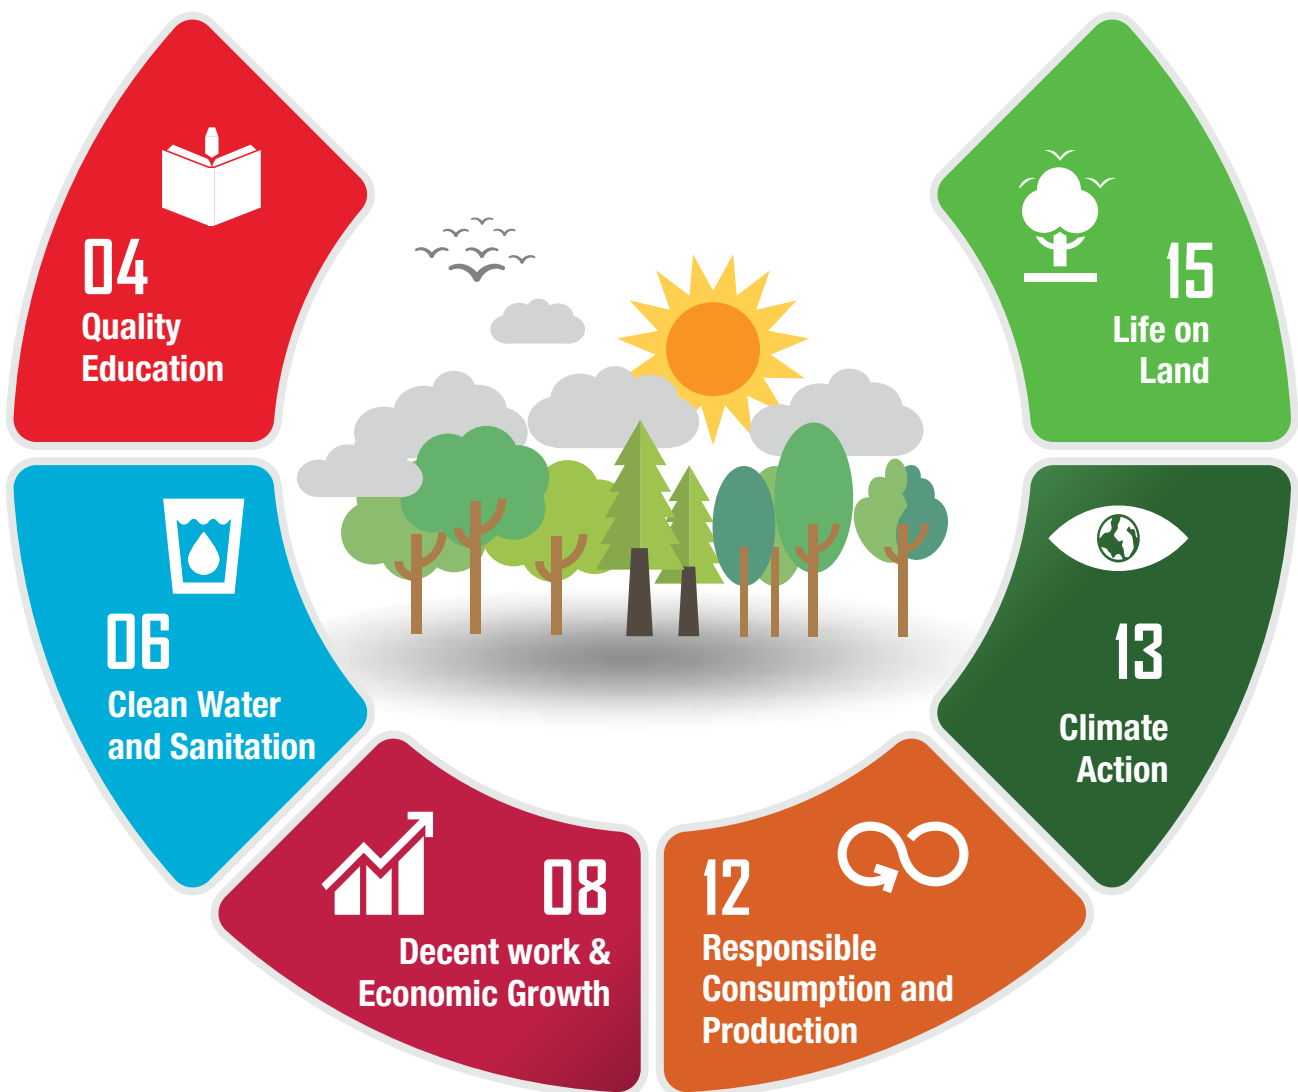 04
Quality
Education
06
Clean Water
and Sanitation
08
Decent work &
Economic Growth
12
Responsible
Consumption and
Production
13
Climate
Action
15
Life on
Land